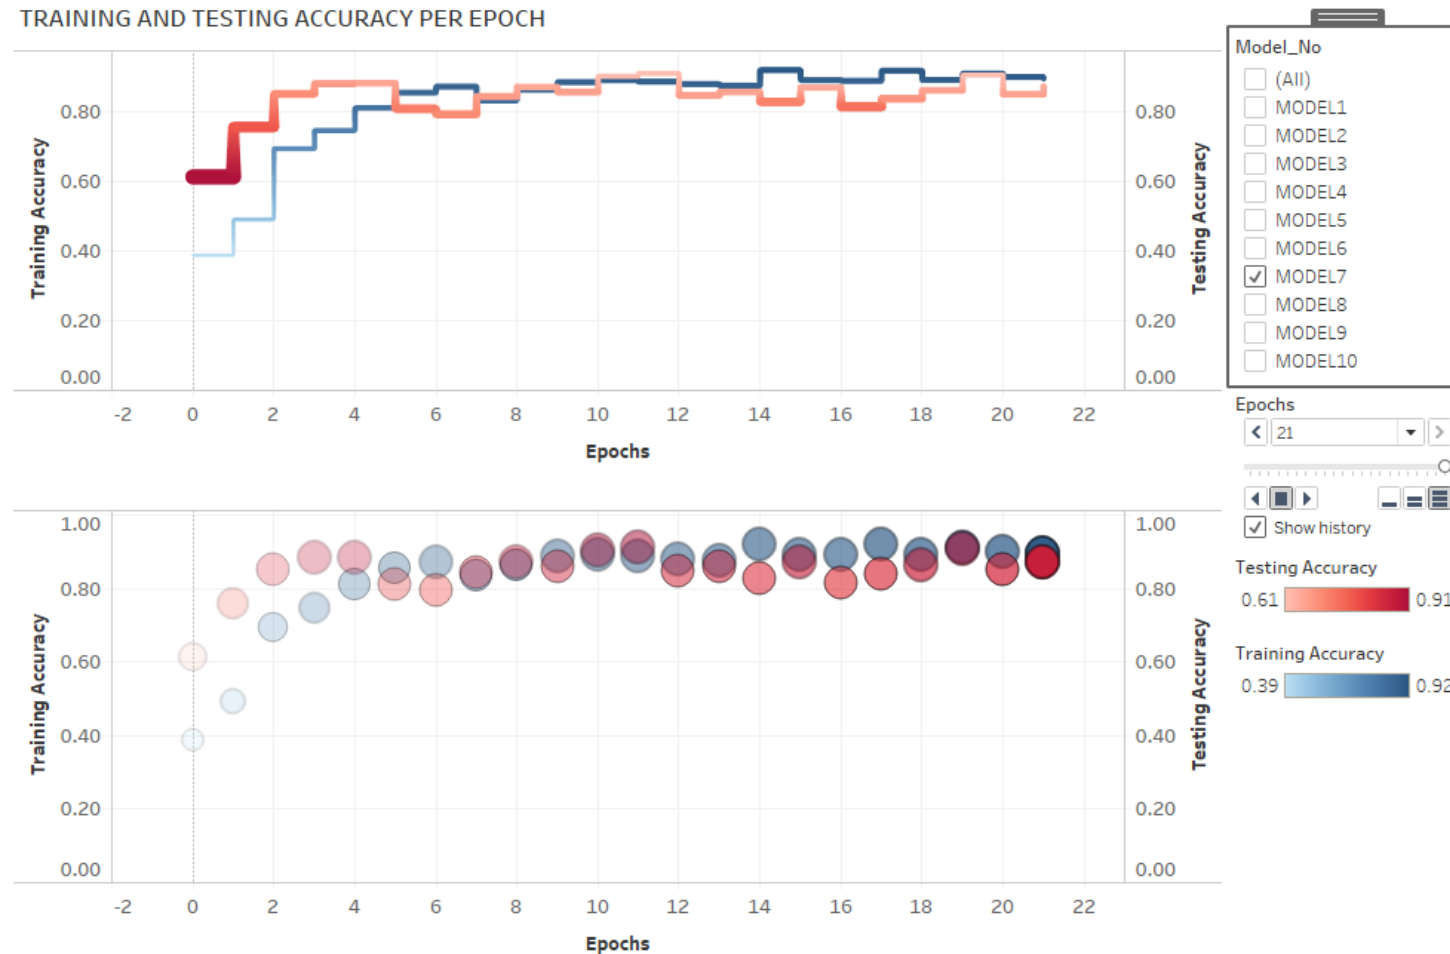 TRAINING AND TESTING ACCURACY PER EPOCH
Training Accuracy
0.80
0.60
0.40
0.20
0.00
0.80
0.60
0.40
0.20
0.00
Testing Accuracy
-2 0 2 4 6 8 10 12 14 16 18 20 22
Epochs
Training Accuracy
1.00
0.80
0.60
0.40
0.20
0.00
1.00
0.80
0.60
0.40
0.20
0.00
Testing Accuracy
-2 0 2 4 6 8 10 12 14 16 18 20 22
Epochs
Model_No
(All)
MODEL1
MODEL2
MODEL3
MODEL4
MODEL5
MODEL6
MODEL7
MODEL8
MODEL9
MODEL10
Epochs
21
Show history
Testing Accuracy
0.61 0.91
Training Accuracy
0.39 0.92